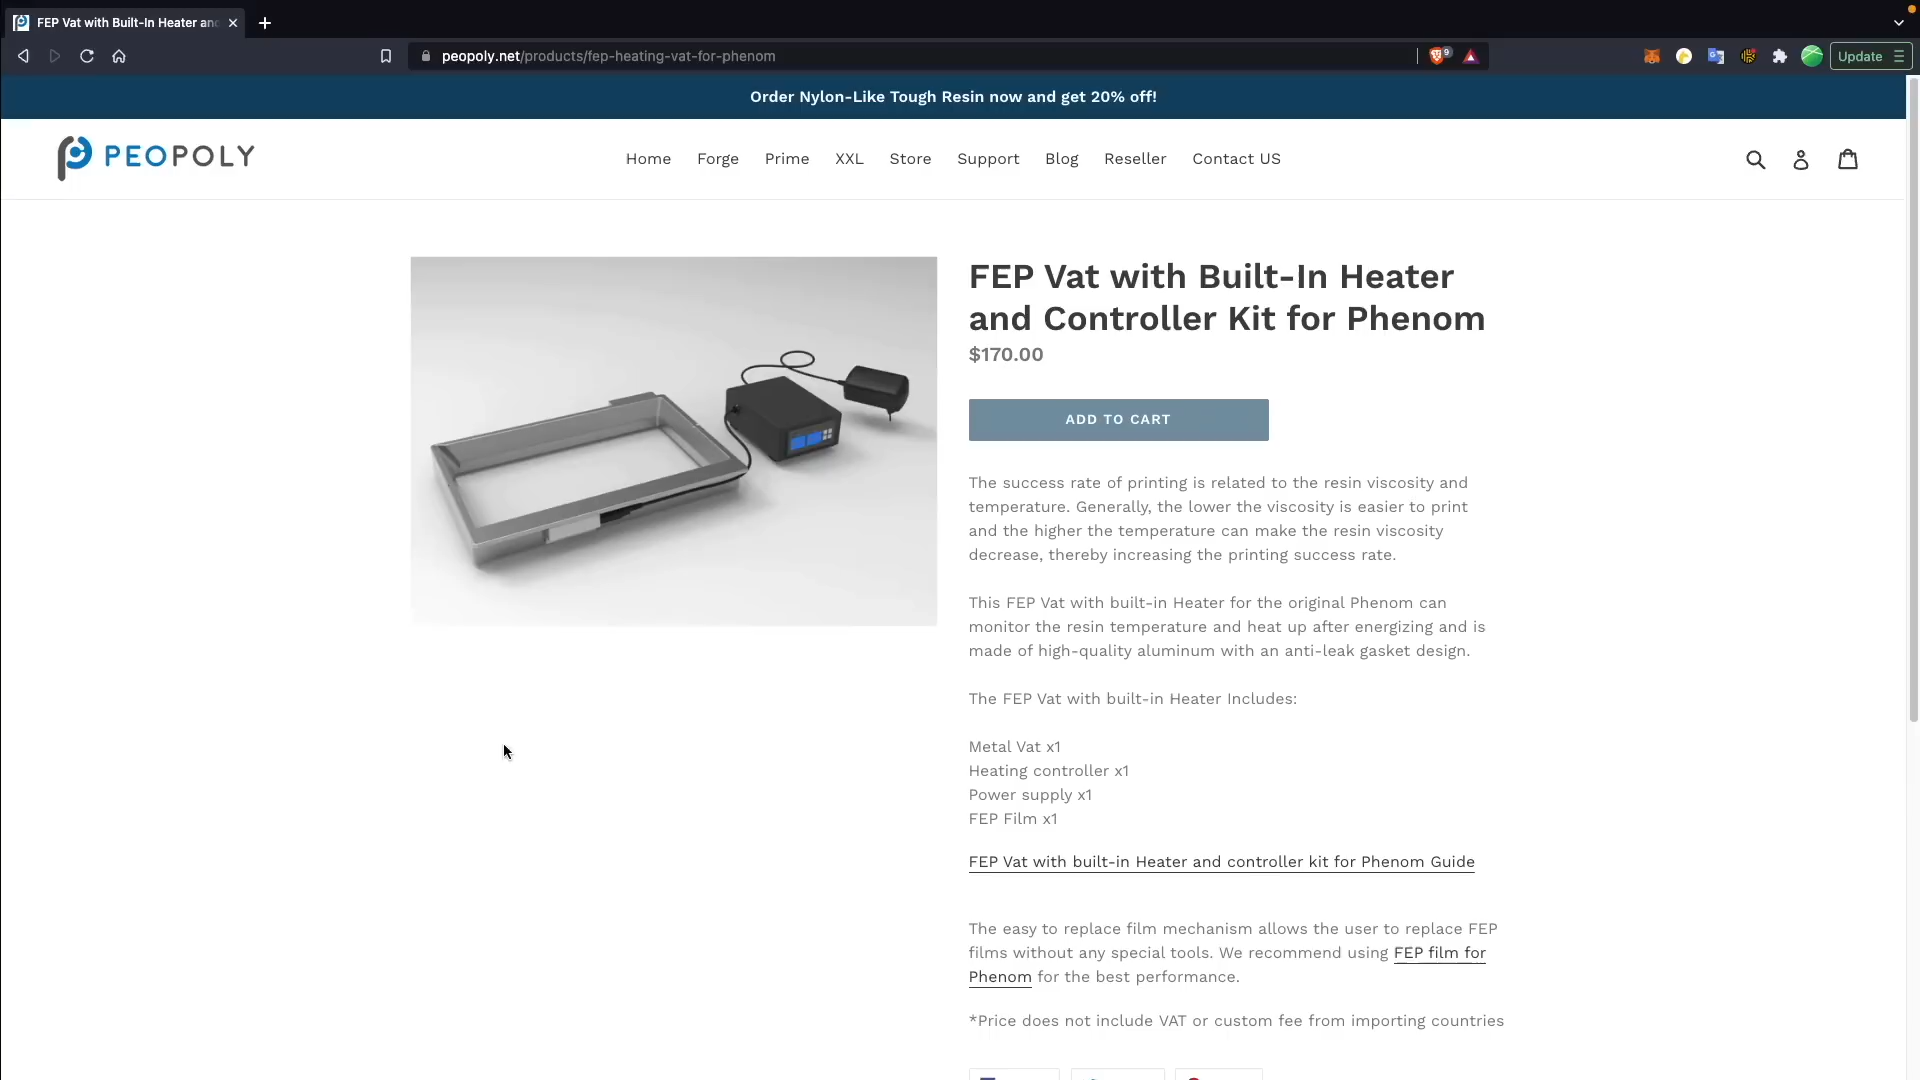 FEP Vat with Built-In Heater an
peopoly.net/products/fep-heating-vat-for-phenom
9
Update
Order Nylon-Like Tough Resin now and get 20% off!
PEOPOLY
Home
Forge
Prime
XXL
Store
Support
Blog
Reseller
Contact US
FEP Vat with Built-In Heater
and Controller Kit for Phenom
$170.00
ADD TO CART
The success rate of printing is related to the resin viscosity and
temperature. Generally, the lower the viscosity is easier to print
and the higher the temperature can make the resin viscosity
decrease, thereby increasing the printing success rate.
This FEP Vat with built-in Heater for the original Phenom can
monitor the resin temperature and heat up after energizing and is
made of high-quality aluminum with an anti-leak gasket design.
The FEP Vat with built-in Heater Includes:
Metal Vat x1
Heating controller x1
Power supply x1
FEP Film x1
FEP Vat with built-in Heater and controller kit for Phenom Guide
The easy to replace film mechanism allows the user to replace FEP
films without any special tools. We recommend using FEP film for
Phenom for the best performance.
*Price does not include VAT or custom fee from importing countries